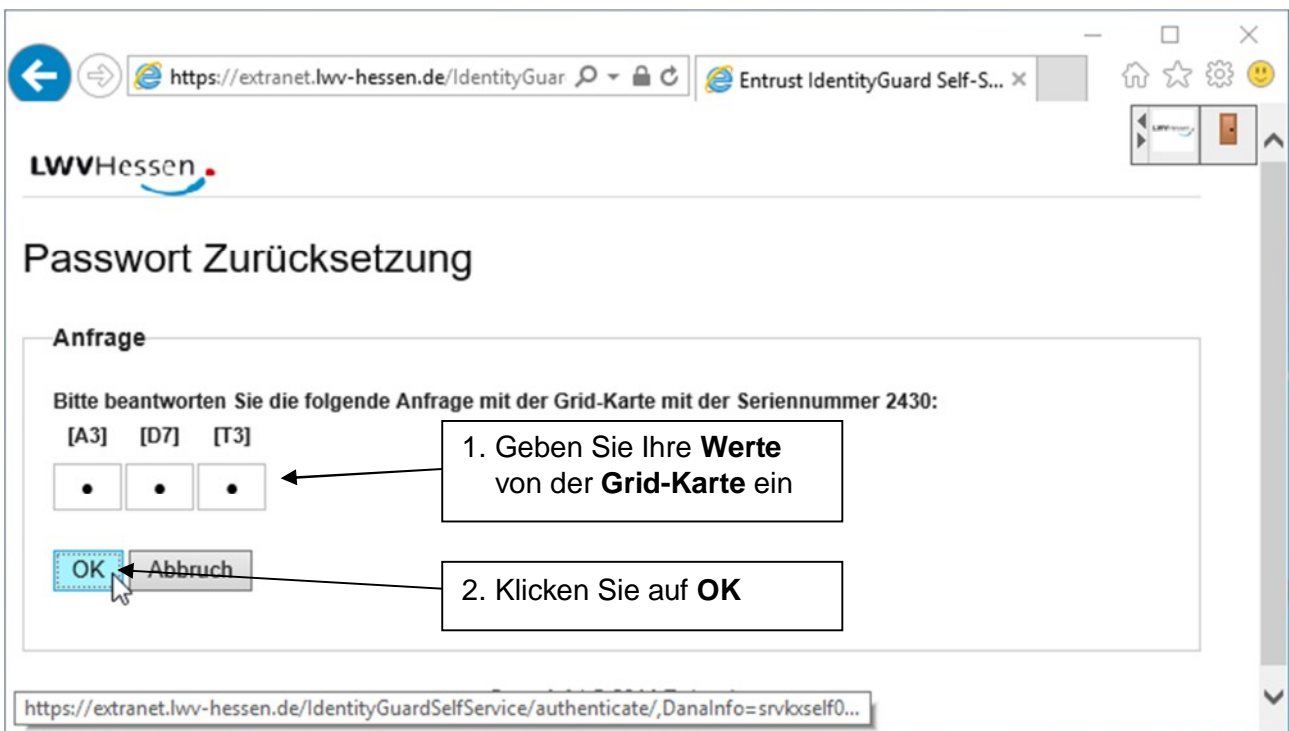 https://extranet.lwv-hessen.de/IdentityGuar
Entrust IdentityGuard Self-S...
LWVHessen
Passwort Zurücksetzung
Anfrage
Bitte beantworten Sie die folgende Anfrage mit der Grid-Karte mit der Seriennummer 2430:
[A3] [D7] [T3]
1. Geben Sie Ihre Werte
von der Grid-Karte ein
OK Abbruch
2. Klicken Sie auf OK
https://extranet.lwv-hessen.de/IdentityGuardSelfService/authenticate/,DanaInfo=srvkxself0...